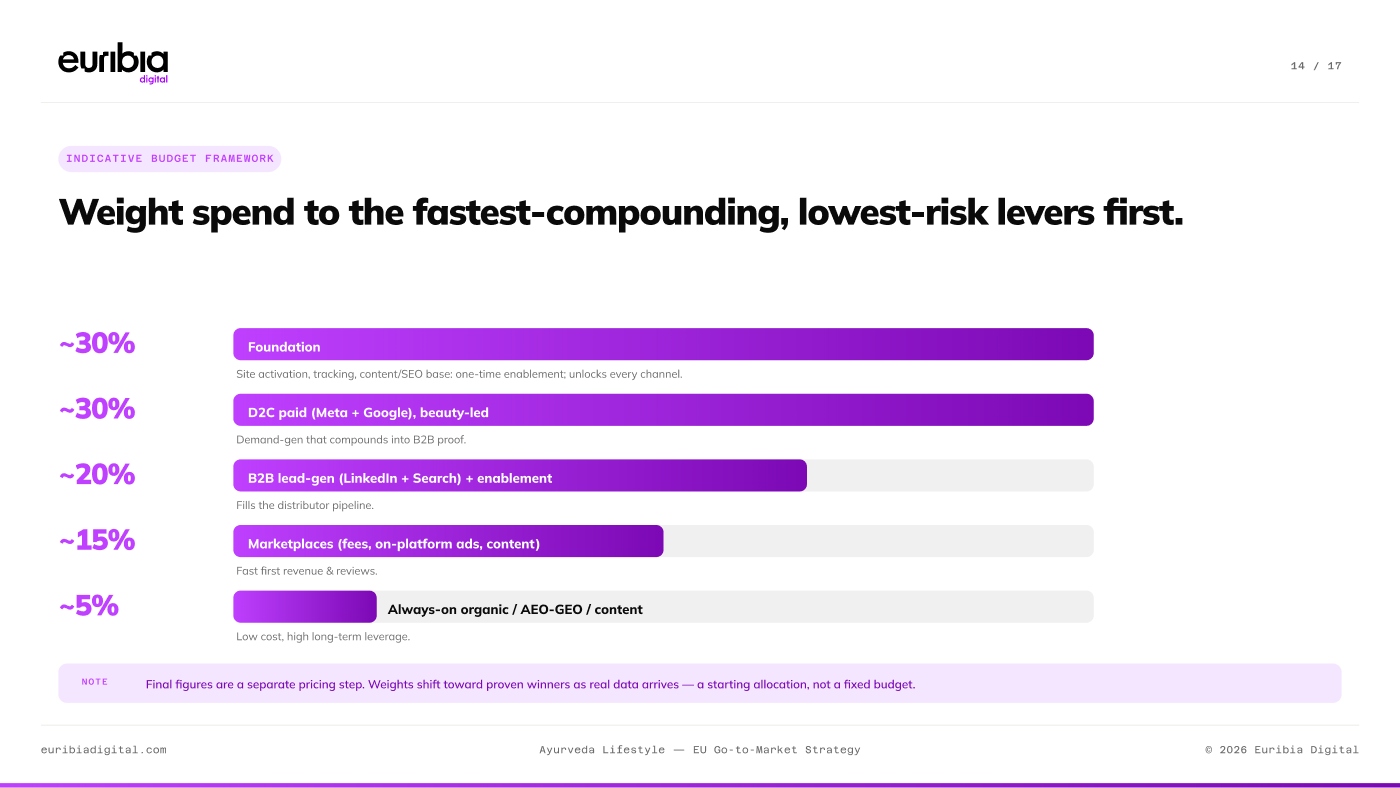 euribia
digital
14 / 17
INDICATIVE BUDGET FRAMEWORK
Weight spend to the fastest-compounding, lowest-risk levers first.
~30%
Foundation
Site activation, tracking, content/SEO base: one-time enablement; unlocks every channel.
~30%
D2C paid (Meta + Google), beauty-led
Demand-gen that compounds into B2B proof.
~20%
B2B lead-gen (LinkedIn + Search) + enablement
Fills the distributor pipeline.
~15%
Marketplaces (fees, on-platform ads, content)
Fast first revenue & reviews.
~5%
Always-on organic / AEO-GEO / content
Low cost, high long-term leverage.
NOTE
Final figures are a separate pricing step. Weights shift toward proven winners as real data arrives — a starting allocation, not a fixed budget.
euribiadigital.com
Ayurveda Lifestyle — EU Go-to-Market Strategy
© 2026 Euribia Digital